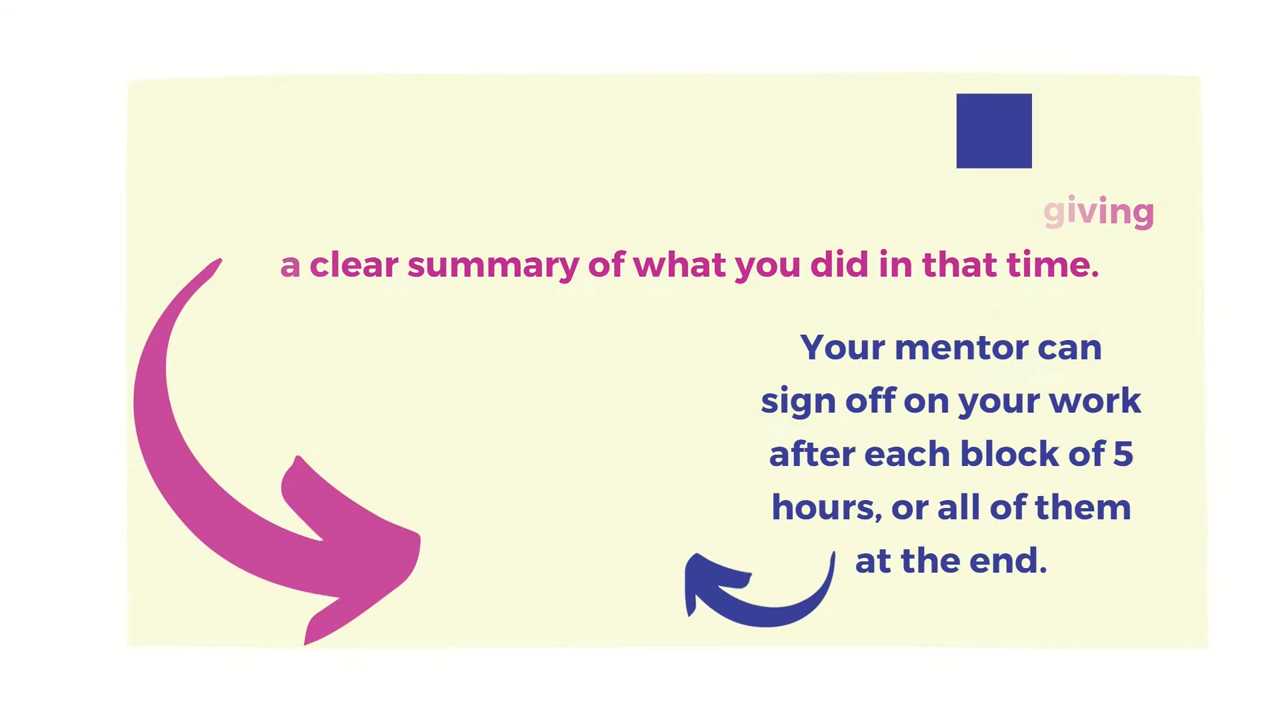 giving
a clear summary of what you did in that time.
Your mentor can
sign off on your work
after each block of 5
hours, or all of them
at the end.